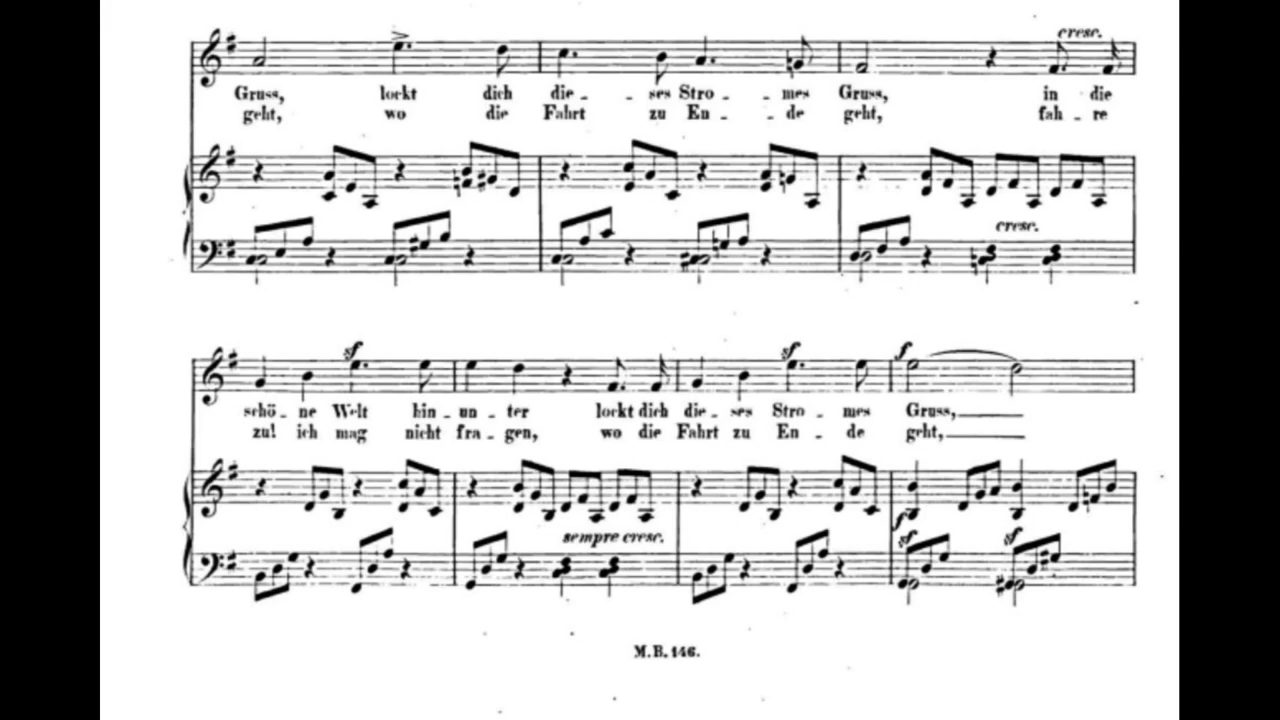 cresc.
Gruss, lockt dich die - - ses Stro - - mes Gruss, in die
geht, wo die Fahrt zu En - - de geht, fah - re
cresc.
sf sf f
schö - ne Welt hin - un - ter lockt dich die - ses Stro - mes Gruss,
zu! ich mag nicht fra - gen, wo die Fahrt zu En - de geht,
sempre cresc.
f
sf sf
M.B.146.